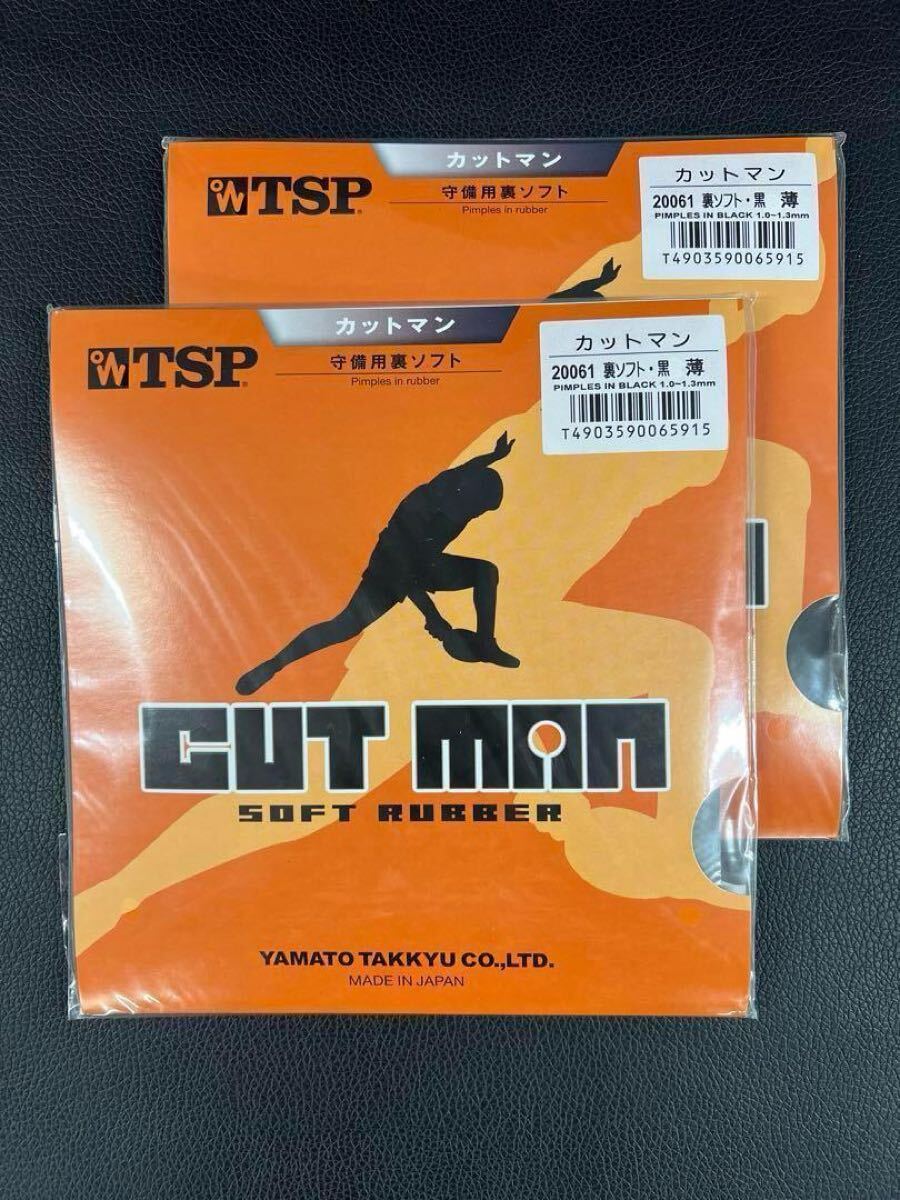 カットマン
TSP®
守備用裏ソフト
Pimples in rubber
カットマン
20061 裏ソフト・黒 薄
PIMPLES IN BLACK 1.0~1.3mm
T4903590065915
カットマン
TSP®
守備用裏ソフト
Pimples in rubber
カットマン
20061 裏ソフト・黒 薄
PIMPLES IN BLACK 1.0~1.3mm
T4903590065915
CUT MAN
SOFT RUBBER
YAMATO TAKKYU CO.,LTD.
MADE IN JAPAN